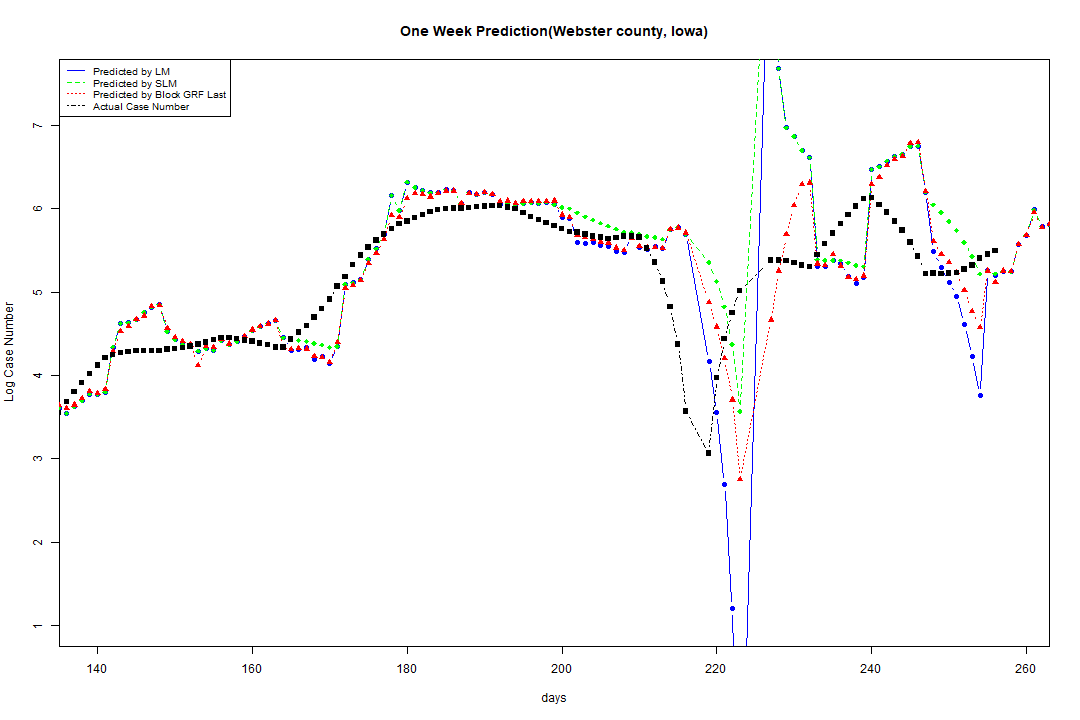 One Week Prediction(Webster county, Iowa)
Predicted by LM
Predicted by SLM
Predicted by Block GRF Last
Actual Case Number
Log Case Number
7
6
5
4
3
2
1
140 160 180 200 220 240 260
days